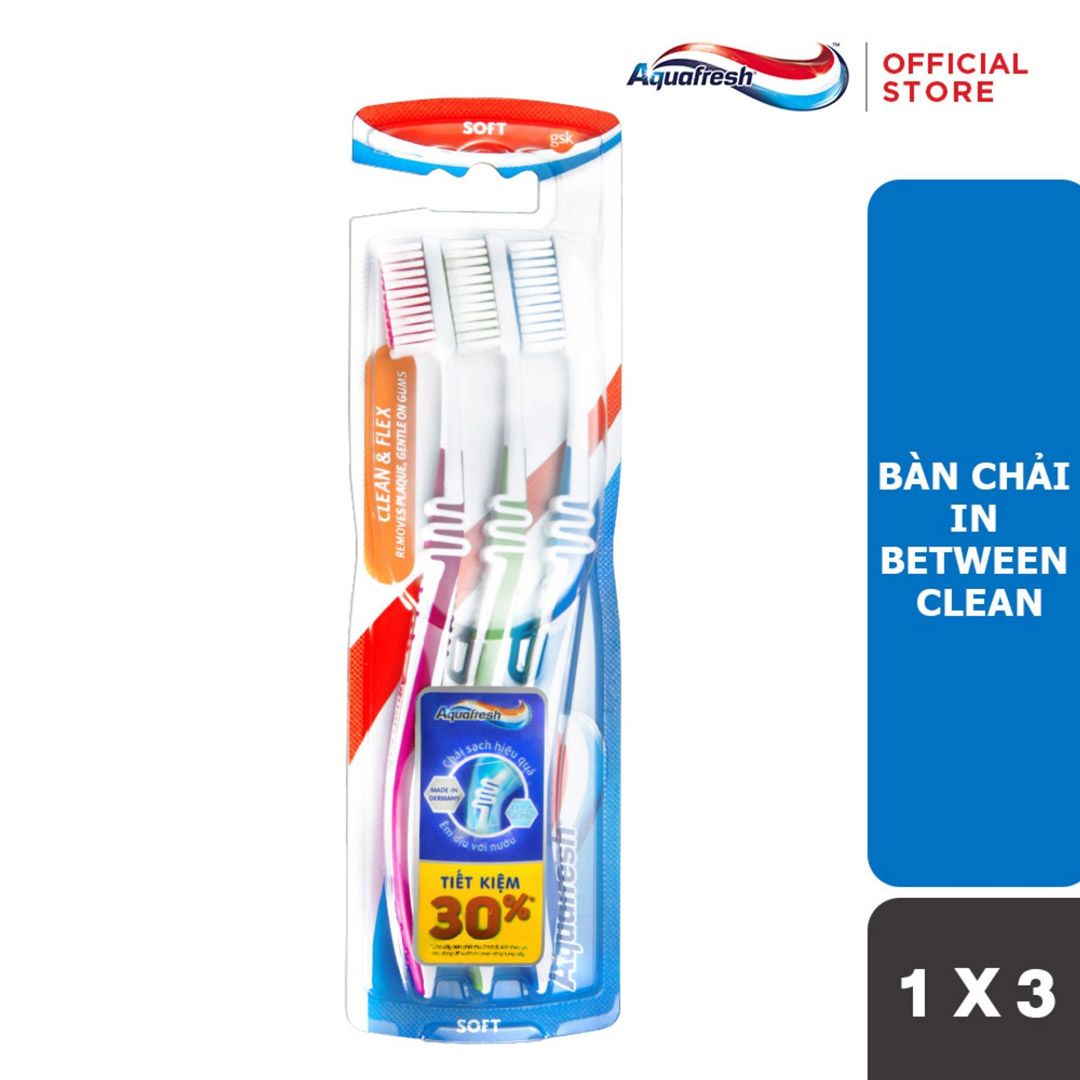 Aquafresh
OFFICIAL
STORE
SOFT
gsk
CLEAN & FLEX
REMOVES PLAQUE, GENTLE ON GUMS
Aquafresh
Chải sạch hiệu quả
MADE IN
GERMANY
Êm dịu với nướu
TIẾT KIỆM
30%*
Aquafresh
SOFT
BÀN CHẢI
IN
BETWEEN
CLEAN
1 X 3